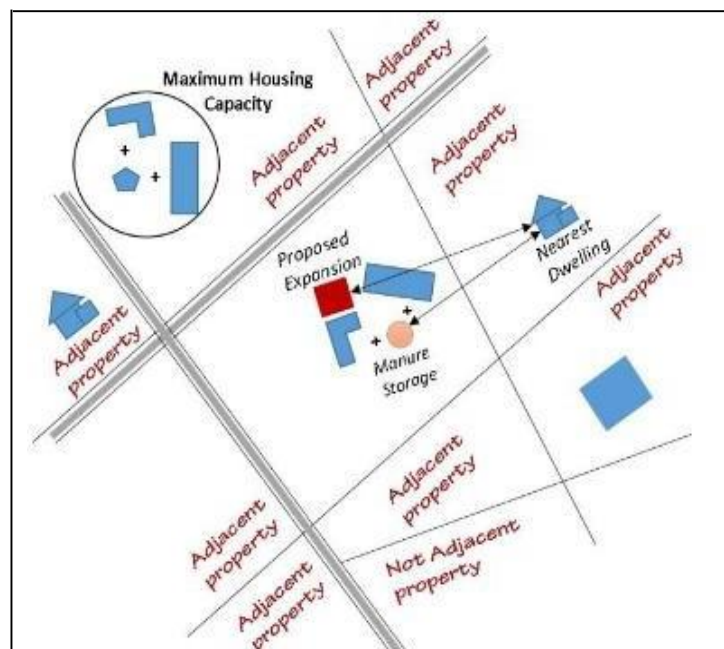 Maximum Housing
Capacity
+
+
Adjacent
property
Adjacent
property
Adjacent
property
Proposed
Expansion
Nearest
Dwelling
Adjacent
property
Adjacent
property
+
+
Manure
Storage
Adjacent
property
Adjacent
property
Not Adjacent
property
Adjacent
property